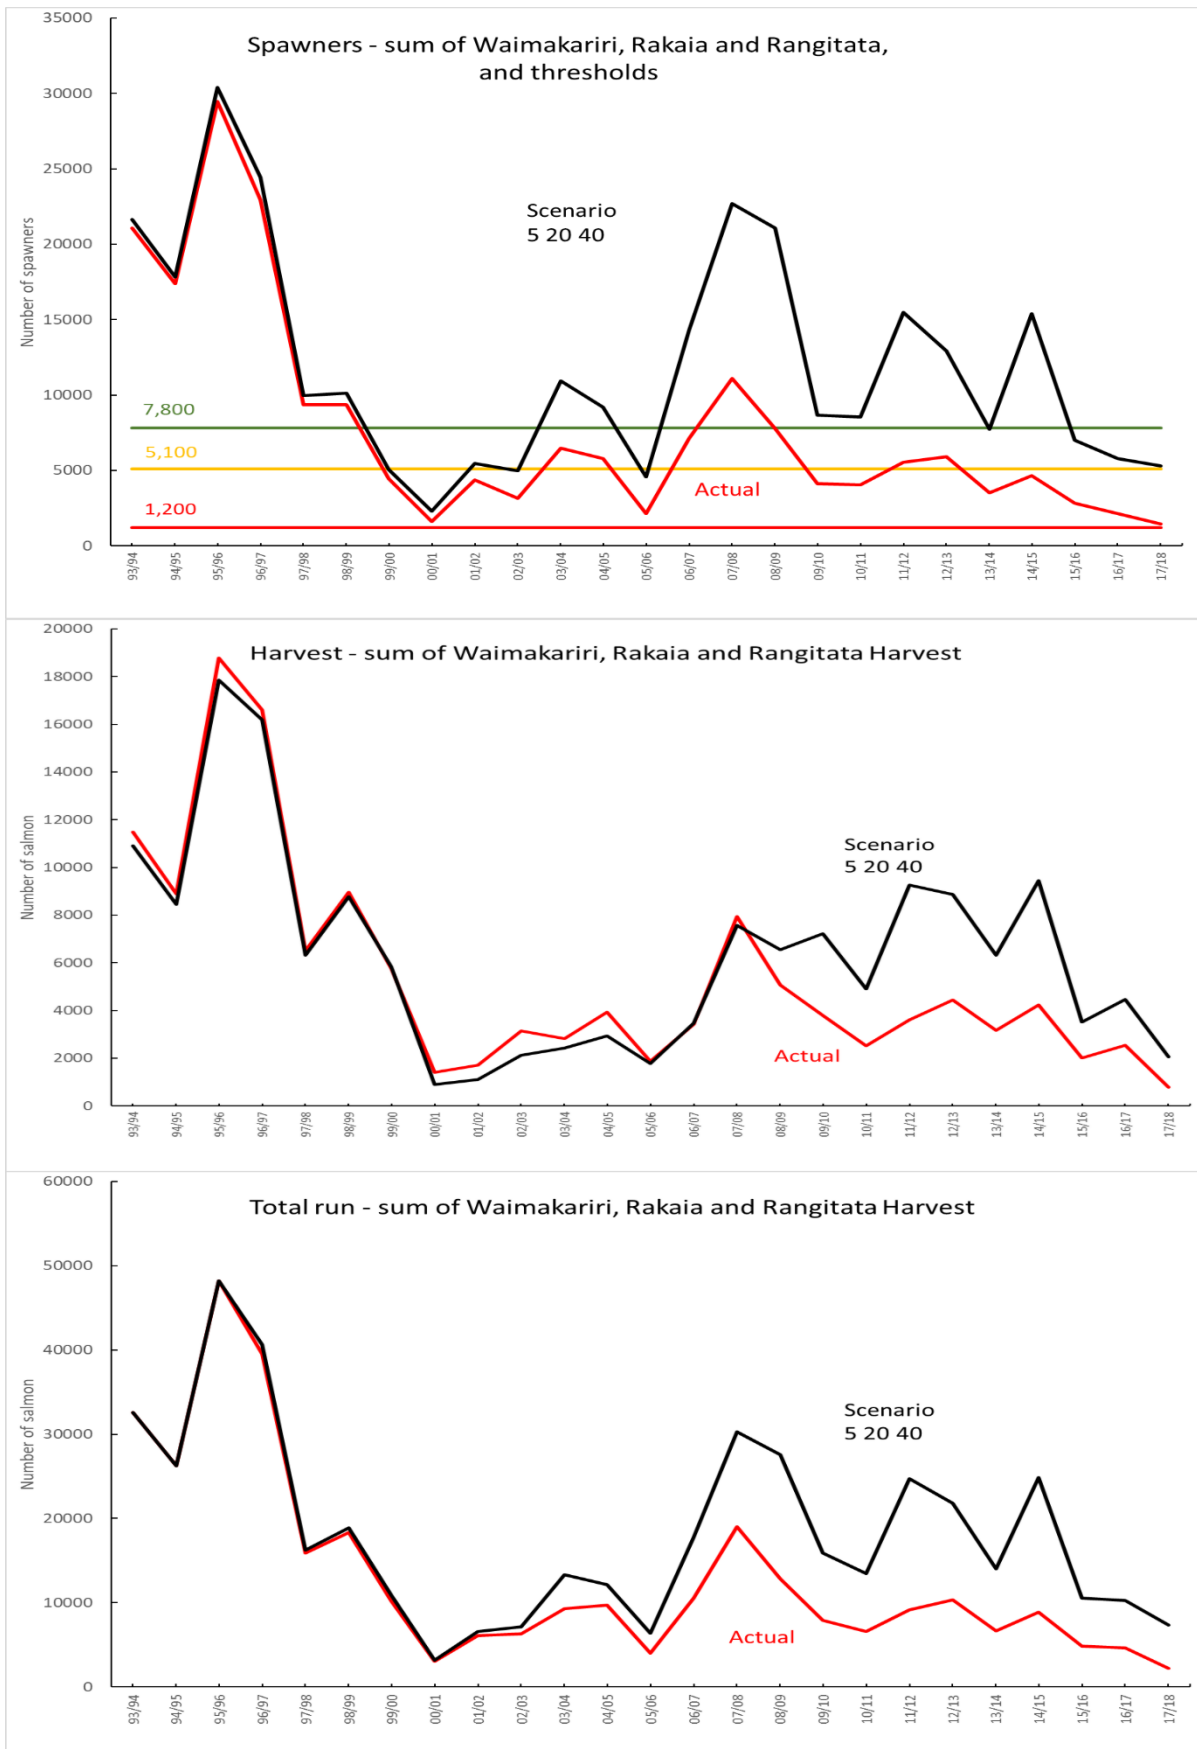 Spawners - sum of Waimakariri, Rakaia and Rangitata,
and thresholds
Number of spawners
35000
30000
25000
20000
15000
10000
5000
0
Scenario
5 20 40
7,800
5,100
1,200
Actual
93/94 94/95 95/96 96/97 97/98 98/99 99/00 00/01 01/02 02/03 03/04 04/05 05/06 06/07 07/08 08/09 09/10 10/11 11/12 12/13 13/14 14/15 15/16 16/17 17/18
Harvest - sum of Waimakariri, Rakaia and Rangitata Harvest
Number of salmon
20000
18000
16000
14000
12000
10000
8000
6000
4000
2000
0
Scenario
5 20 40
Actual
93/94 94/95 95/96 96/97 97/98 98/99 99/00 00/01 01/02 02/03 03/04 04/05 05/06 06/07 07/08 08/09 09/10 10/11 11/12 12/13 13/14 14/15 15/16 16/17 17/18
Total run - sum of Waimakariri, Rakaia and Rangitata Harvest
Number of salmon
60000
50000
40000
30000
20000
10000
0
Scenario
5 20 40
Actual
93/94 94/95 95/96 96/97 97/98 98/99 99/00 00/01 01/02 02/03 03/04 04/05 05/06 06/07 07/08 08/09 09/10 10/11 11/12 12/13 13/14 14/15 15/16 16/17 17/18